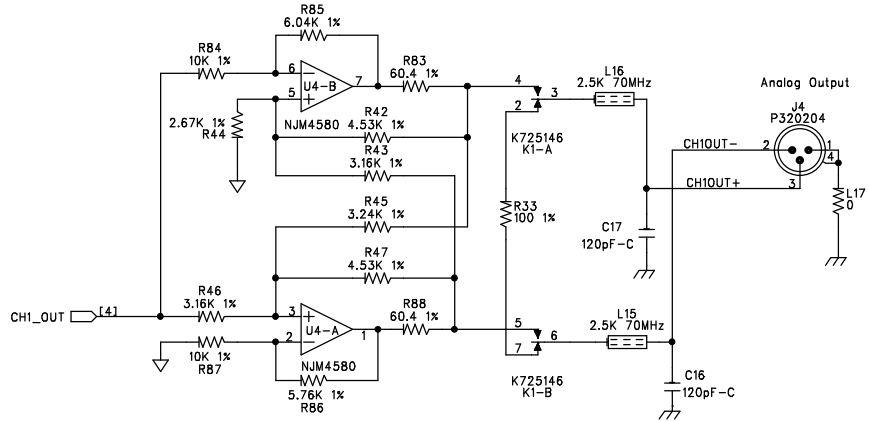 R85
6.04K 1%
R84
10K 1%
6
5
U4-B
7
R83
60.4 1%
2.67K 1%
R44
NJM4580
R42
4.53K 1%
R43
3.16K 1%
4
2
3
K725146
K1-A
L16
2.5K 70MHz
Analog Output
J4
P320204
CH1OUT-
2
1
4
CH1OUT+
3
L17
0
R33
100 1%
C17
120pF-C
R45
3.24K 1%
R47
4.53K 1%
CH1_OUT
[4]
R46
3.16K 1%
3
2
U4-A
1
R88
60.4 1%
10K 1%
R87
NJM4580
5.76K 1%
R86
5
7
6
K725146
K1-B
L15
2.5K 70MHz
C16
120pF-C